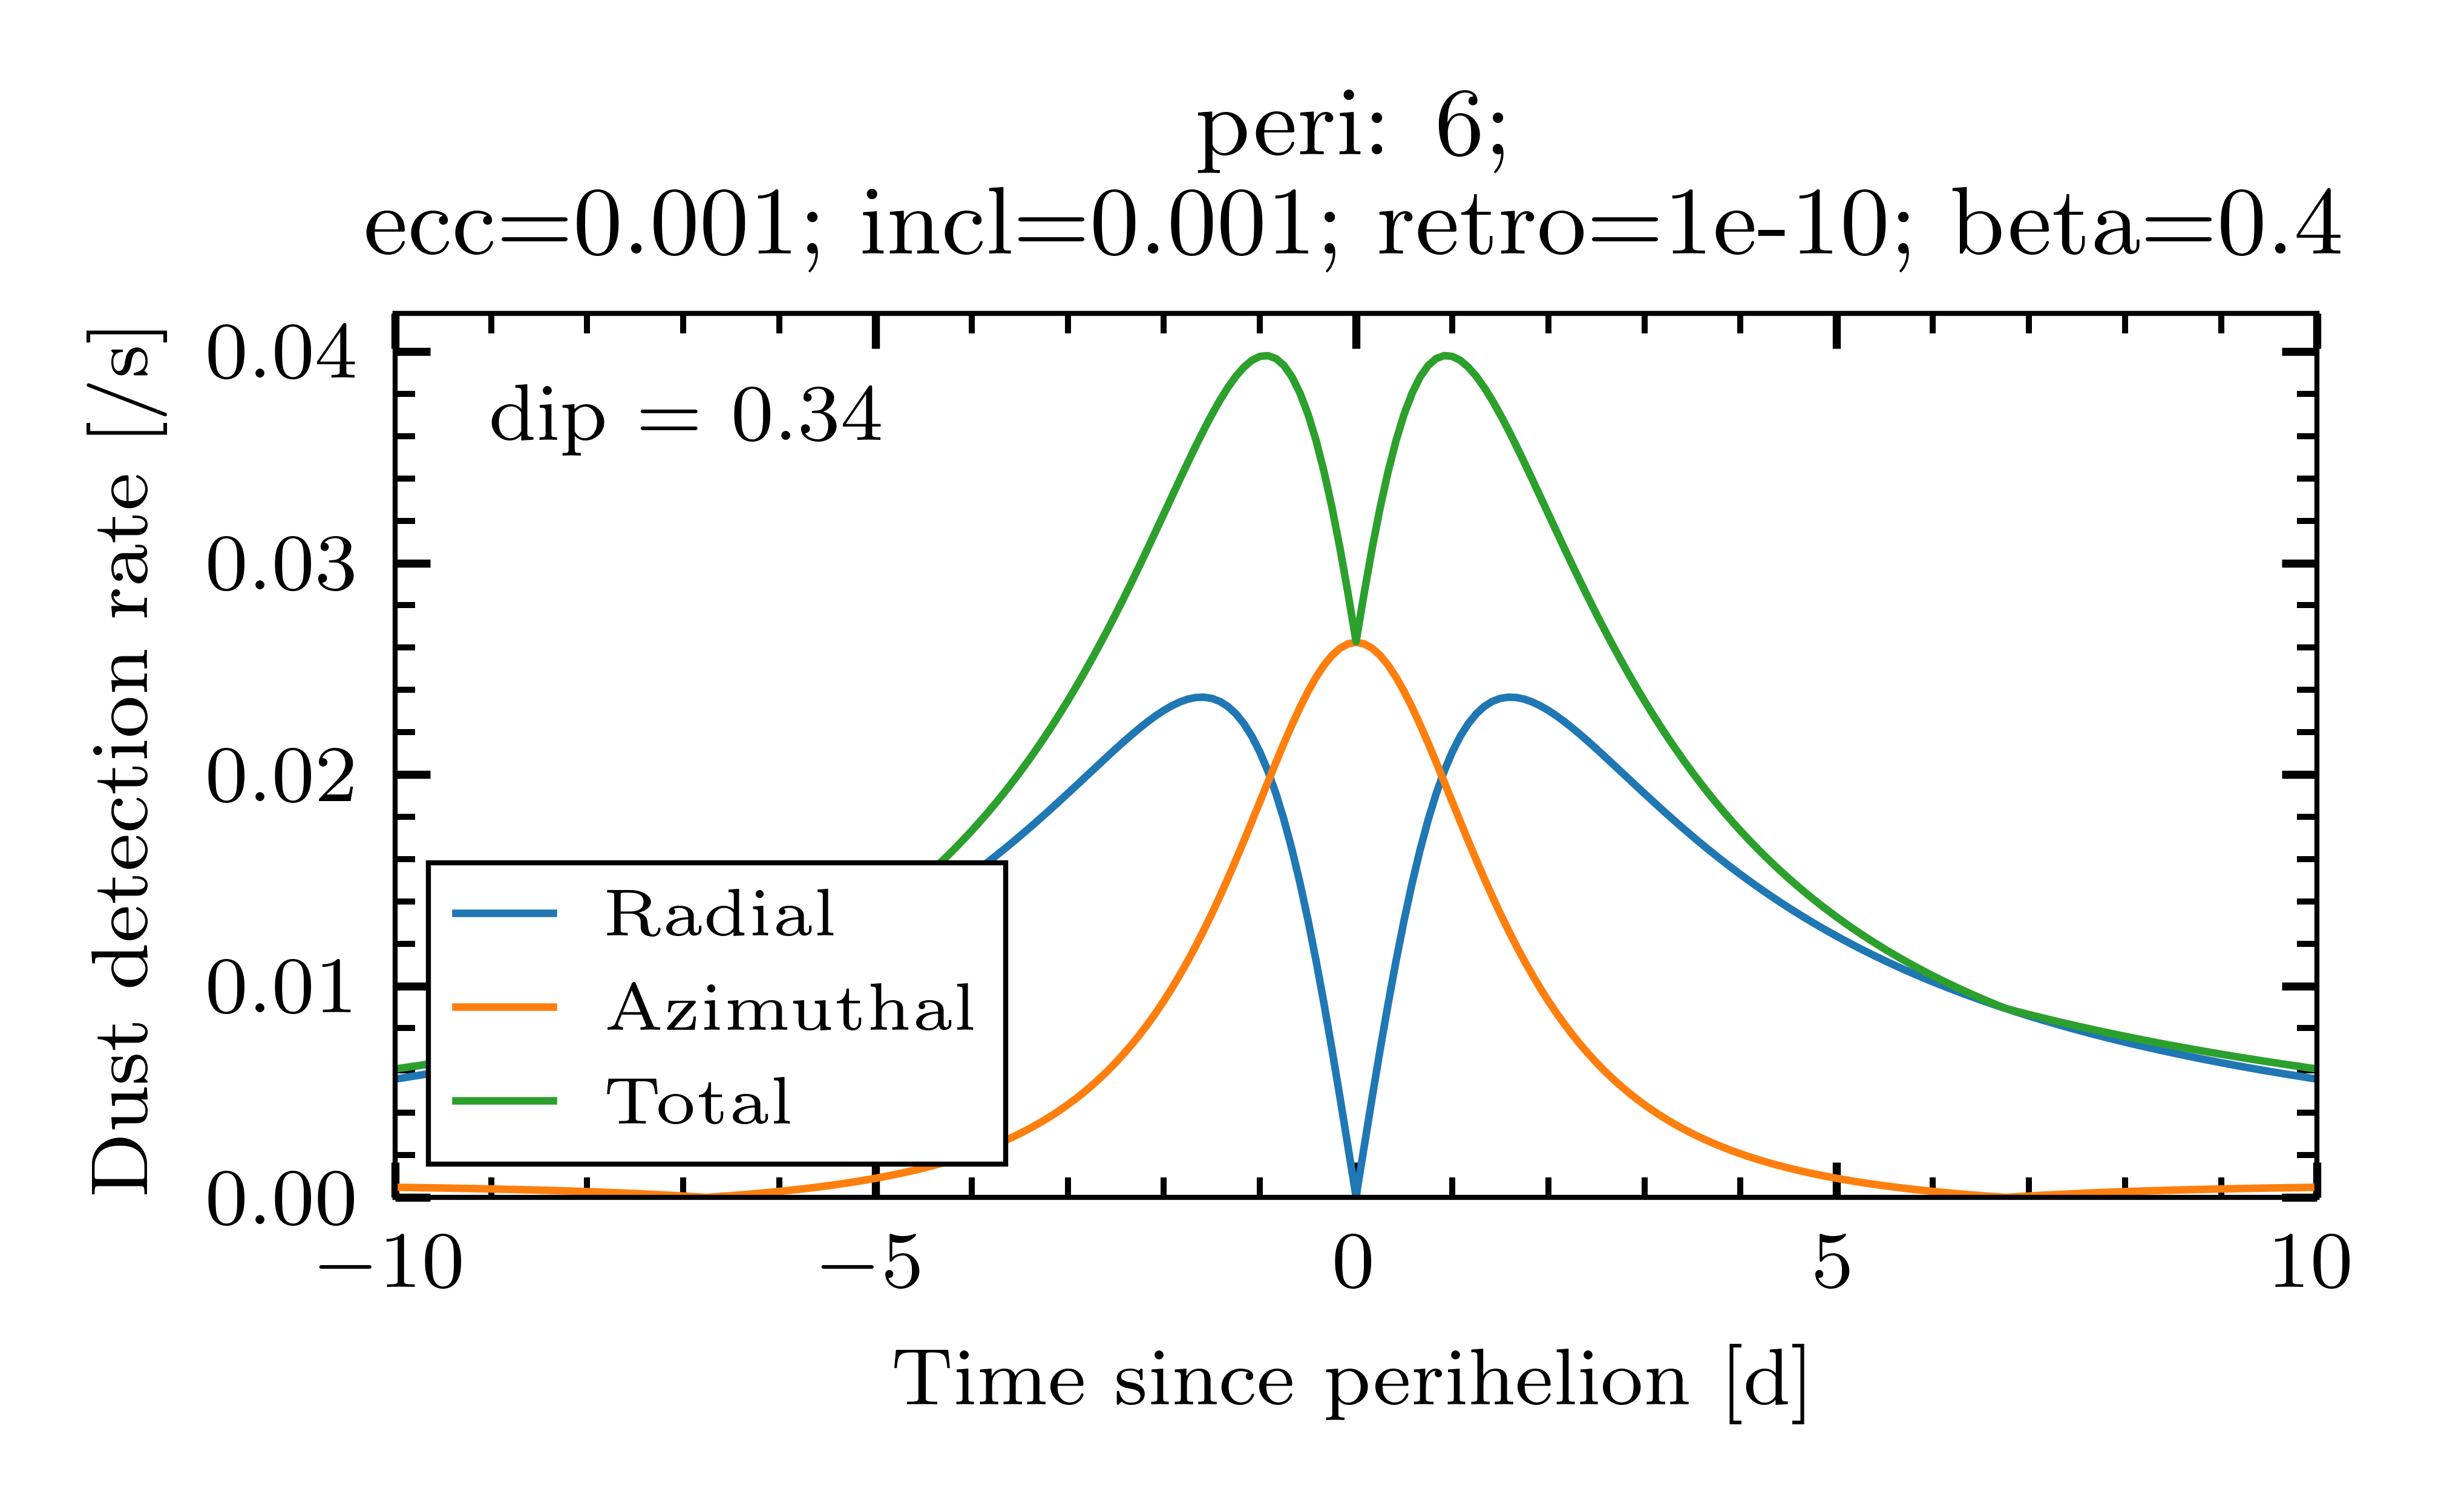 peri: 6;
ecc=0.001; incl=0.001; retro=1e-10; beta=0.4
Dust detection rate [/s]
0.04
0.03
0.02
0.01
0.00
dip = 0.34
Radial
Azimuthal
Total
−10
−5
0
5
10
Time since perihelion [d]